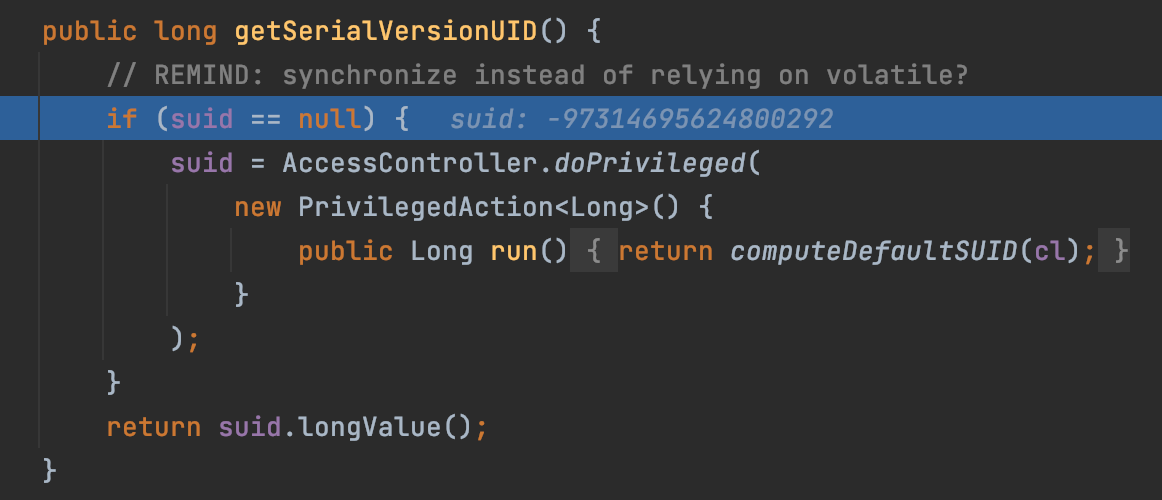 public long getSerialVersionUID() {
    // REMIND: synchronize instead of relying on volatile?
    if (suid == null) {  suid: -97314695624800292
        suid = AccessController.doPrivileged(
            new PrivilegedAction<Long>() {
                public Long run() { return computeDefaultSUID(cl); }
            }
        );
    }
    return suid.longValue();
}